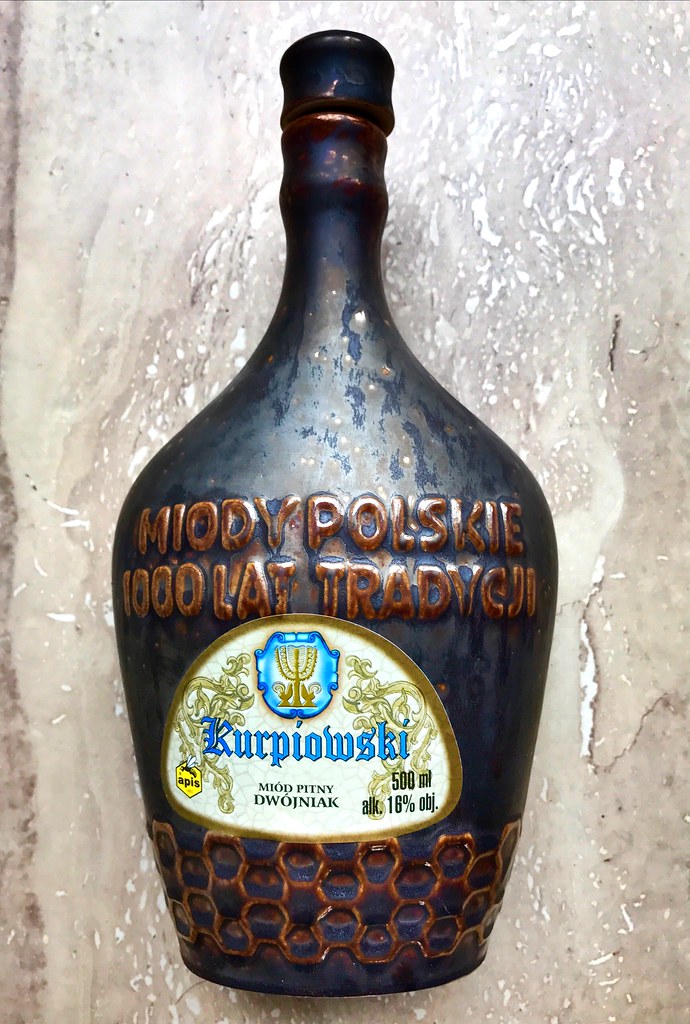 MIODY POLSKIE
1000 LAT TRADYCJI
Kurpiowski
apis
MIÓD PITNY
DWÓJNIAK
500 ml
alk. 16% obj.